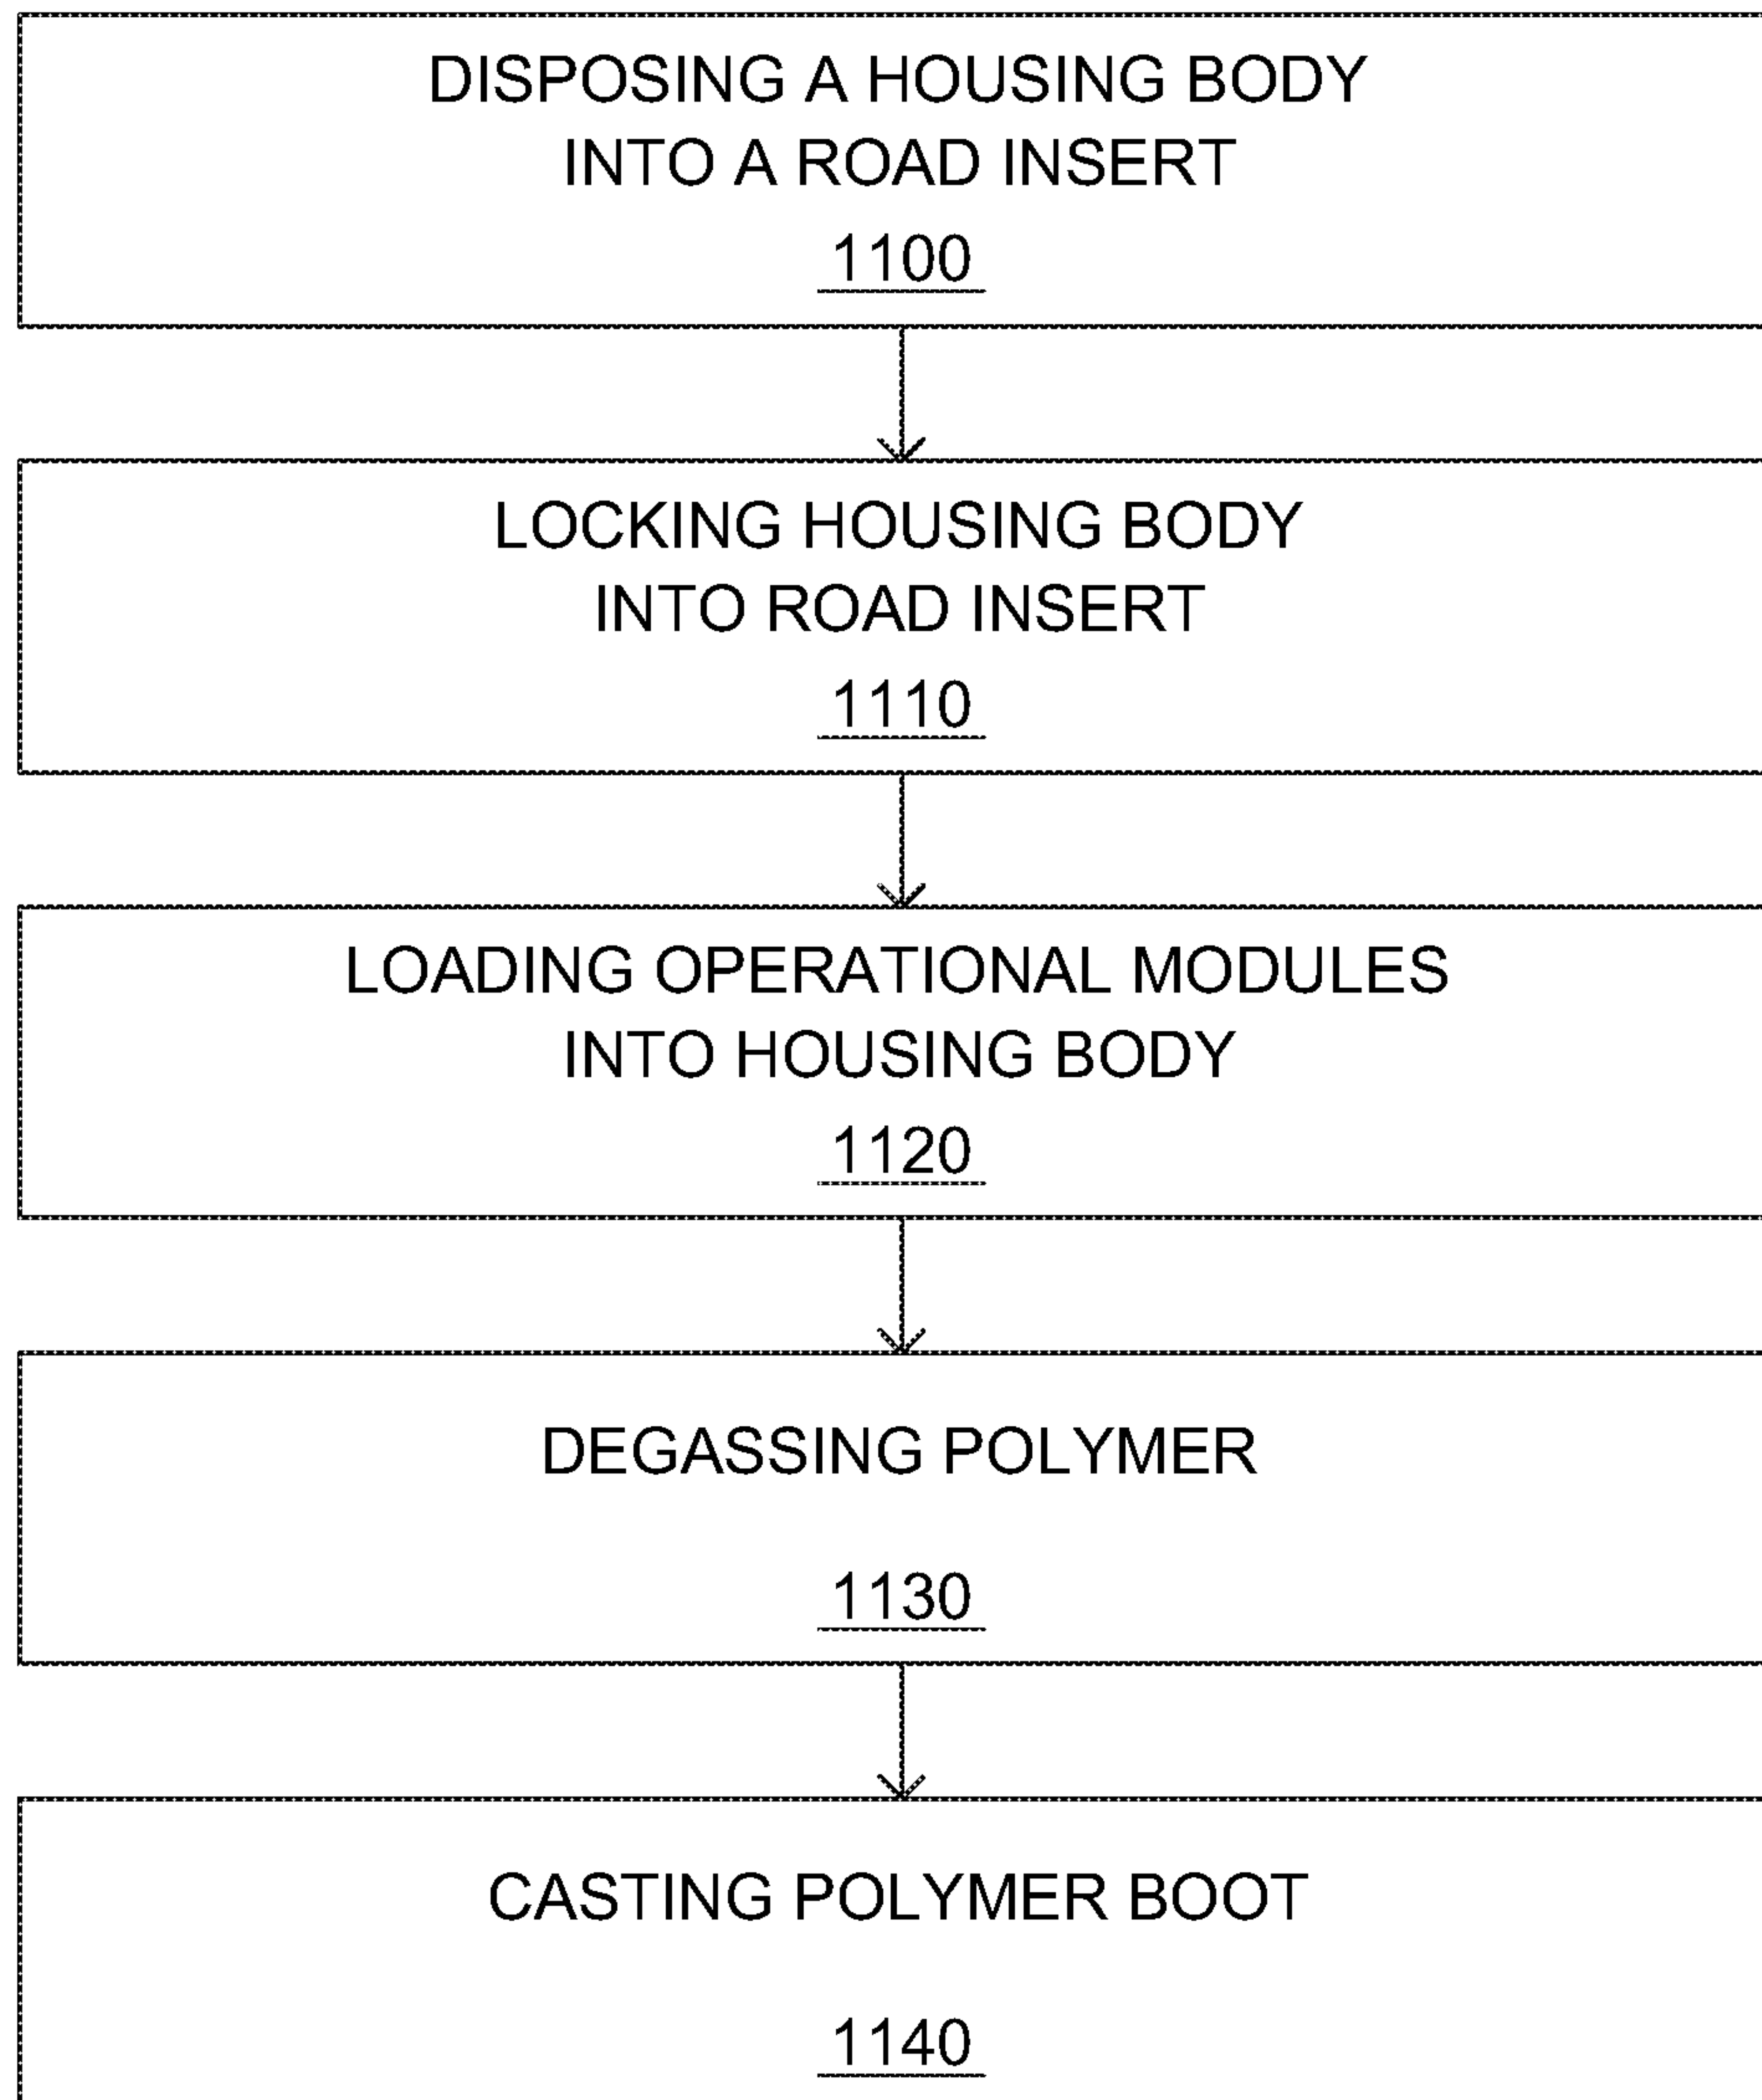 DISPOSING A HOUSING BODY
INTO A ROAD INSERT
1100
LOCKING HOUSING BODY
INTO ROAD INSERT
1110
LOADING OPERATIONAL MODULES
INTO HOUSING BODY
1120
DEGASSING POLYMER
1130
CASTING POLYMER BOOT
1140